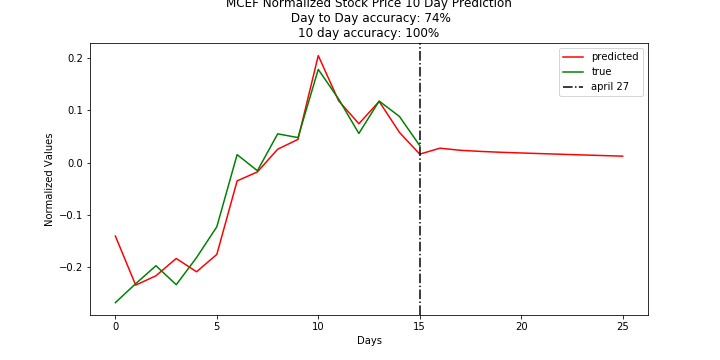 MCEF Normalized Stock Price 10 Day Prediction
Day to Day accuracy: 74%
10 day accuracy: 100%
predicted
true
april 27
0.2
0.1
0.0
−0.1
−0.2
Normalized Values
0 5 10 15 20 25
Days